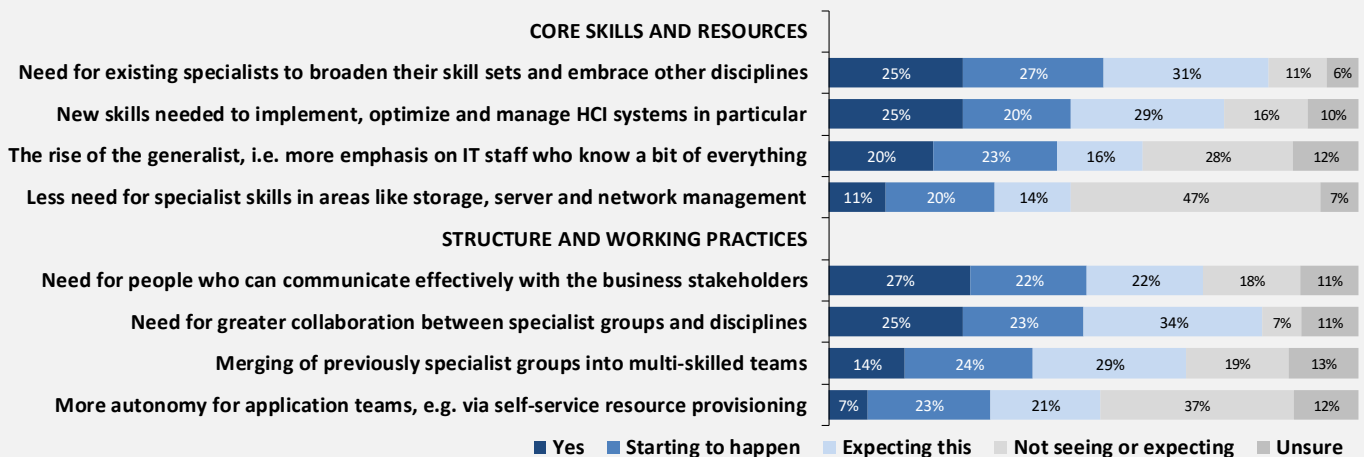 CORE SKILLS AND RESOURCES
Need for existing specialists to broaden their skill sets and embrace other disciplines 25% 27% 31% 11% 6%
New skills needed to implement, optimize and manage HCI systems in particular 25% 20% 29% 16% 10%
The rise of the generalist, i.e. more emphasis on IT staff who know a bit of everything 20% 23% 16% 28% 12%
Less need for specialist skills in areas like storage, server and network management 11% 20% 14% 47% 7%
STRUCTURE AND WORKING PRACTICES
Need for people who can communicate effectively with the business stakeholders 27% 22% 22% 18% 11%
Need for greater collaboration between specialist groups and disciplines 25% 23% 34% 7% 11%
Merging of previously specialist groups into multi-skilled teams 14% 24% 29% 19% 13%
More autonomy for application teams, e.g. via self-service resource provisioning 7% 23% 21% 37% 12%
Yes Starting to happen Expecting this Not seeing or expecting Unsure